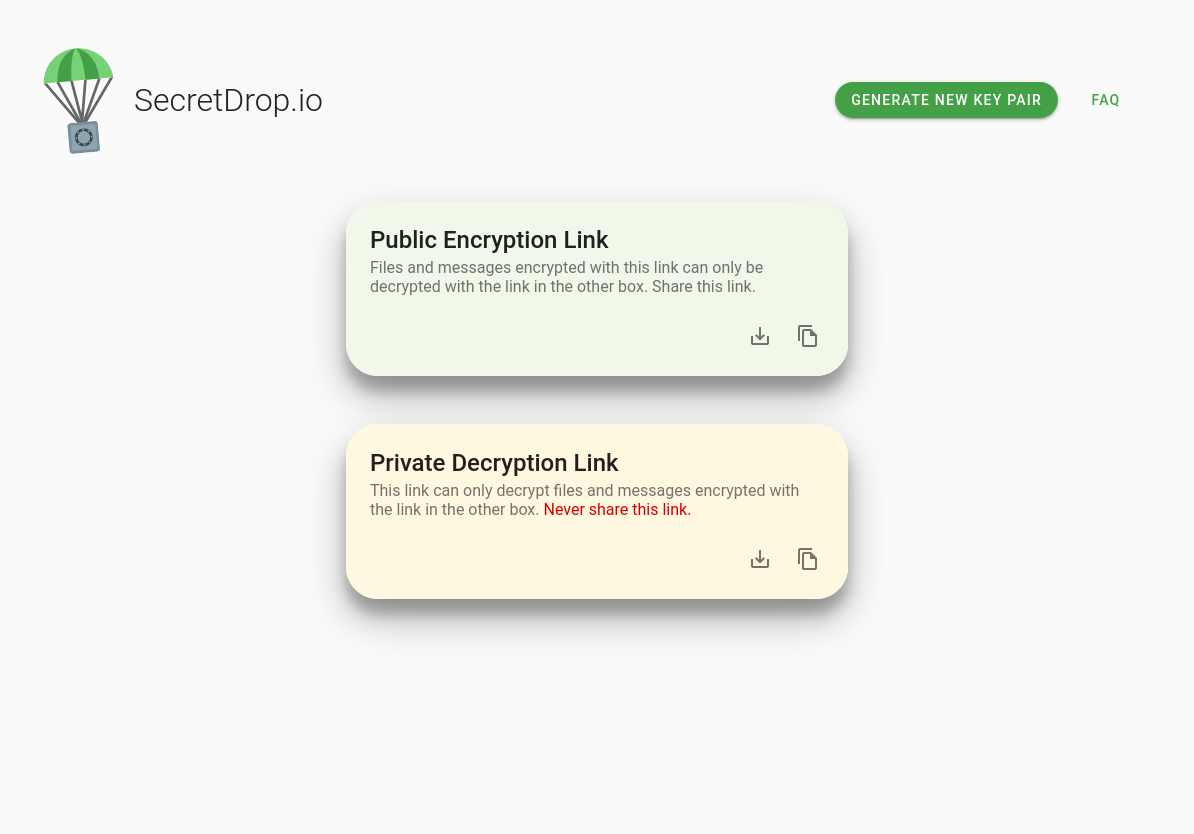 SecretDrop.io
GENERATE NEW KEY PAIR
FAQ
Public Encryption Link
Files and messages encrypted with this link can only be
decrypted with the link in the other box. Share this link.
Private Decryption Link
This link can only decrypt files and messages encrypted with
the link in the other box. Never share this link.